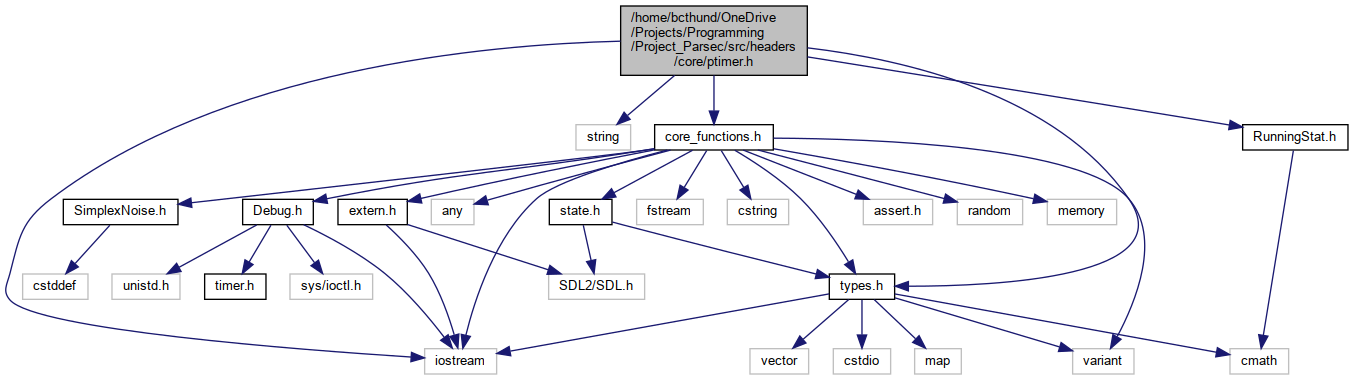 /home/bcthund/OneDrive
/Projects/Programming
/Project_Parsec/src/headers
/core/ptimer.h
string
core_functions.h
RunningStat.h
SimplexNoise.h
Debug.h
extern.h
any
state.h
fstream
cstring
assert.h
random
memory
cstddef
unistd.h
timer.h
sys/ioctl.h
SDL2/SDL.h
types.h
iostream
vector
cstdio
map
variant
cmath